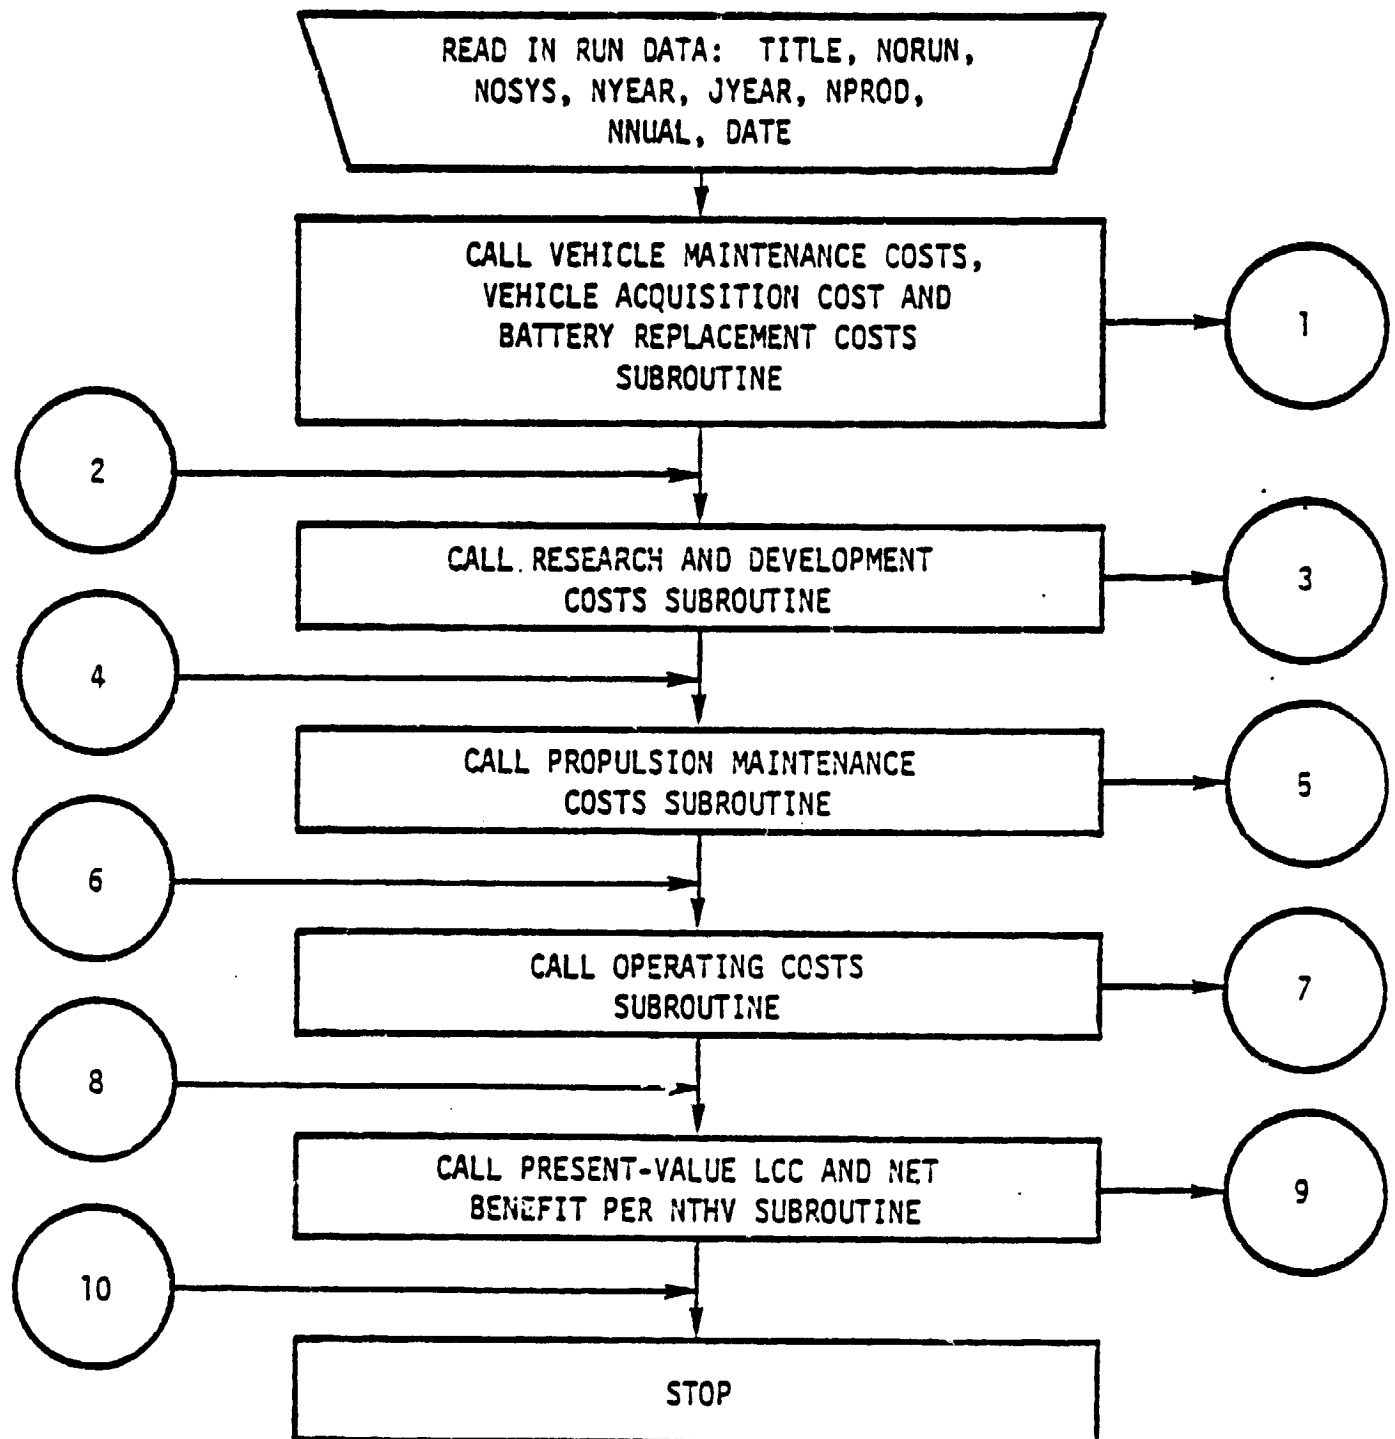 READ IN RUN DATA: TITLE, NORUN,
NOSYS, NYEAR, JYEAR, NPROD,
NNUAL, DATE
CALL VEHICLE MAINTENANCE COSTS,
VEHICLE ACQUISITION COST AND
BATTERY REPLACEMENT COSTS
SUBROUTINE
1
2
CALL RESEARCH AND DEVELOPMENT
COSTS SUBROUTINE
3
4
CALL PROPULSION MAINTENANCE
COSTS SUBROUTINE
5
6
CALL OPERATING COSTS
SUBROUTINE
7
8
CALL PRESENT-VALUE LCC AND NET
BENEFIT PER NTHV SUBROUTINE
9
10
STOP